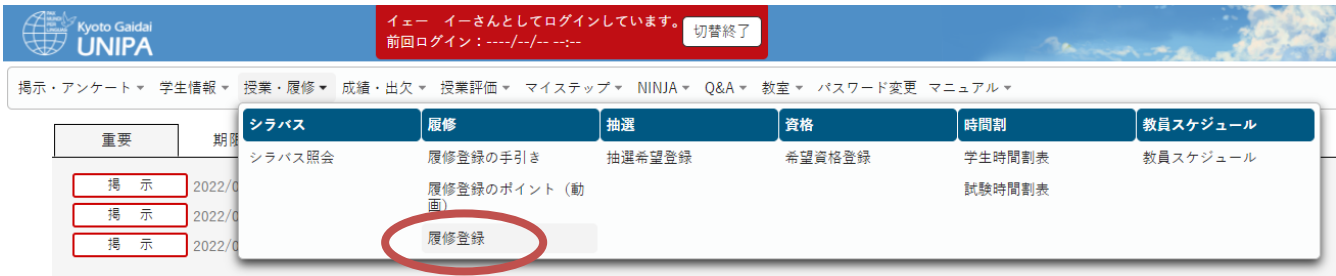 Kyoto Gaidai
UNIPA
イェー　イーさんとしてログインしています。
前回ログイン：----/--/-- --:--
切替終了
掲示・アンケート 学生情報 授業・履修 成績・出欠 授業評価 マイステップ NINJA Q&A 教室 パスワード変更 マニュアル
シラバス 履修 抽選 資格 時間割 教員スケジュール
重要
期限
シラバス照会 履修登録の手引き 抽選希望登録 希望資格登録 学生時間割表 教員スケジュール
履修登録のポイント（動
画）
試験時間割表
履修登録
掲　示 2022/0
掲　示 2022/0
掲　示 2022/0